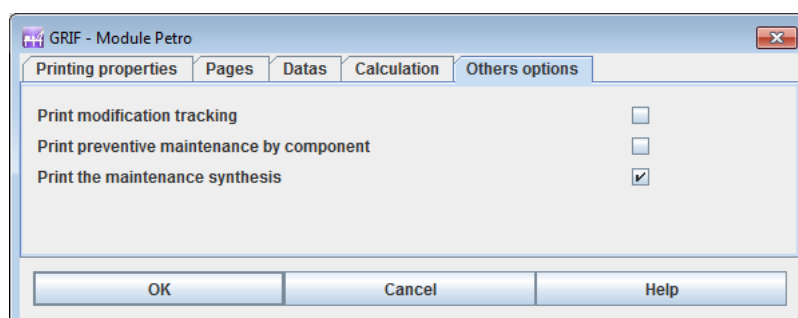 GRIF - Module Petro
Printing properties Pages Datas Calculation Others options
Print modification tracking
Print preventive maintenance by component
Print the maintenance synthesis
OK Cancel Help